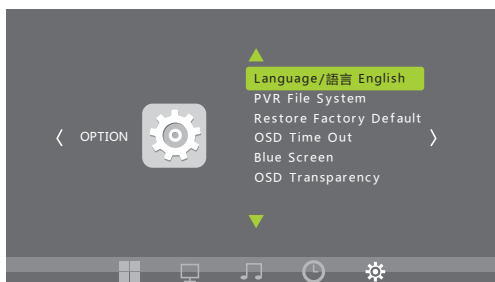 OPTION
Language/語言 English
PVR File System
Restore Factory Default
OSD Time Out
Blue Screen
OSD Transparency